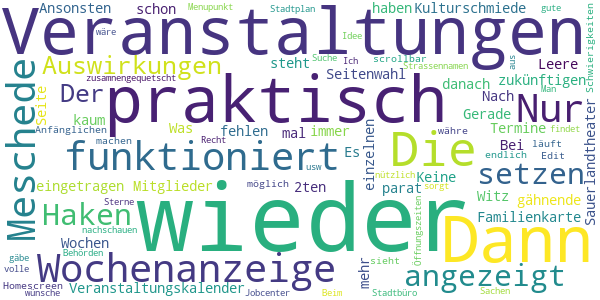 Ansonsten schon Menüpunkt Stadtplan haben Kulturschmiede gute
Veranstaltungen
wäre Idee Schwierigkeiten
Auswirkungen steht Suche Ich scrollbar Strassennamen aus Leere
zusammengequetscht Seitenwahl danach zukünftigen
Meschede Seite Der praktisch Nach Man Nur
Anfänglichen kaum Was fehlen mal immer einzelnen währe Gerade Termine Sauerlandtheater
machen Recht Es Die Bei läuft findet
funktioniert usw endlich Edit
eingetragen Mitglieder 2ten Keine setzen
möglich parat nützlich Witz gähnende
Haken Sterne wieder sorgt Familienkarte
nachschauen Dann
Wochen Behörden Öffnungszeiten
gäbe Wochenanzeige mehr sieht angezeigt
volle
Homescreen Veranstaltungskalender
wünsche Jobcenter Beim Stadtbüro Sachen